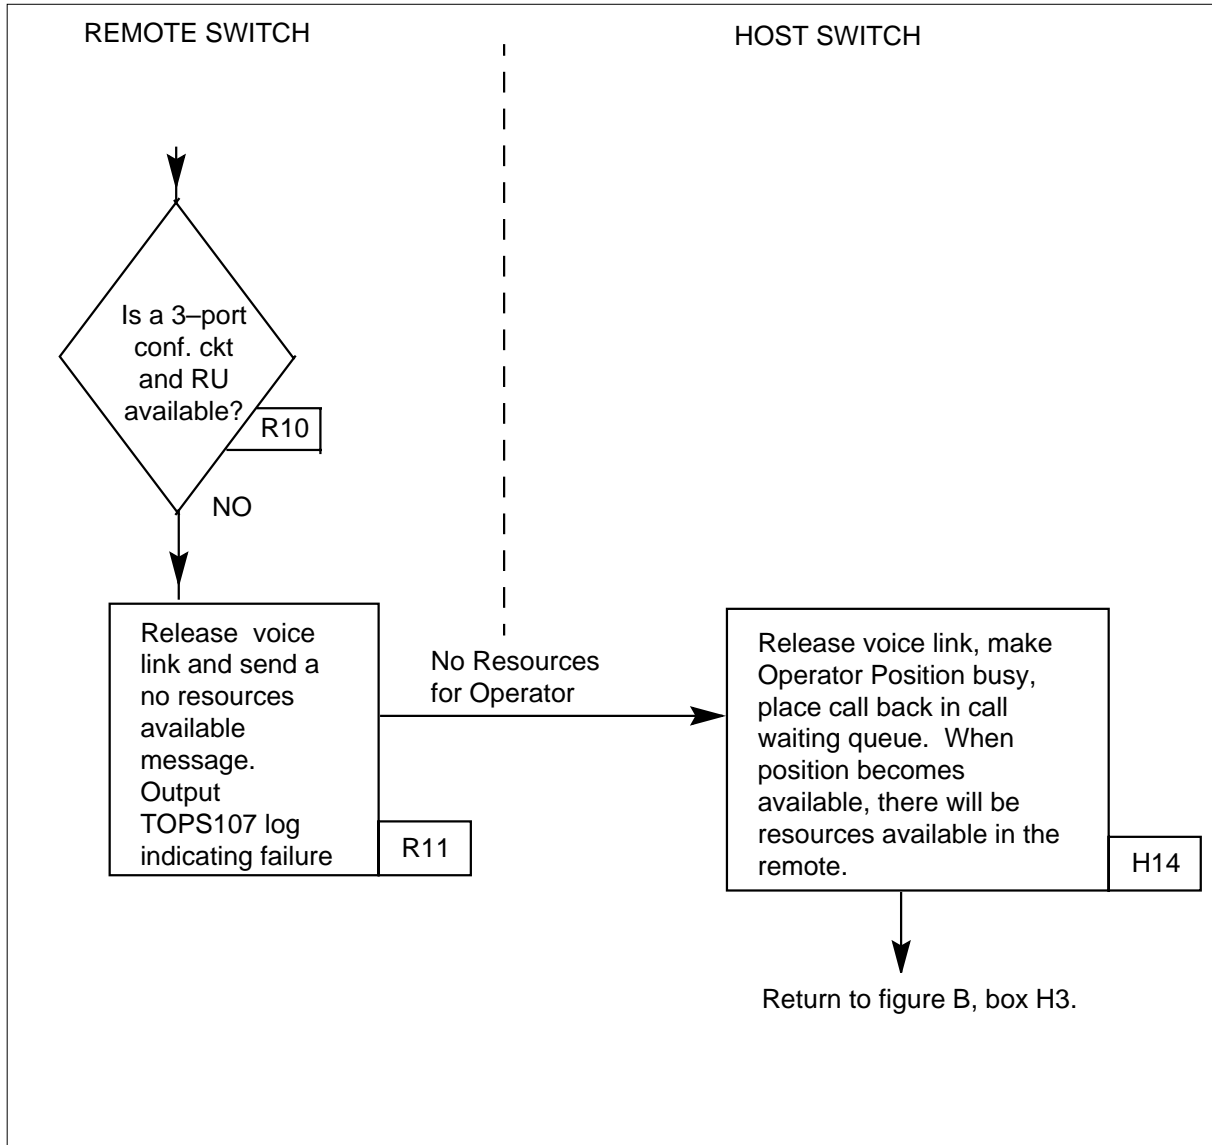 REMOTE SWITCH
HOST SWITCH
Is a 3–port
conf. ckt
and RU
available?
R10
NO
Release voice
link and send a
no resources
available
message.
Output
TOPS107 log
indicating failure
R11
No Resources
for Operator
Release voice link, make
Operator Position busy,
place call back in call
waiting queue. When
position becomes
available, there will be
resources available in the
remote.
H14
Return to figure B, box H3.